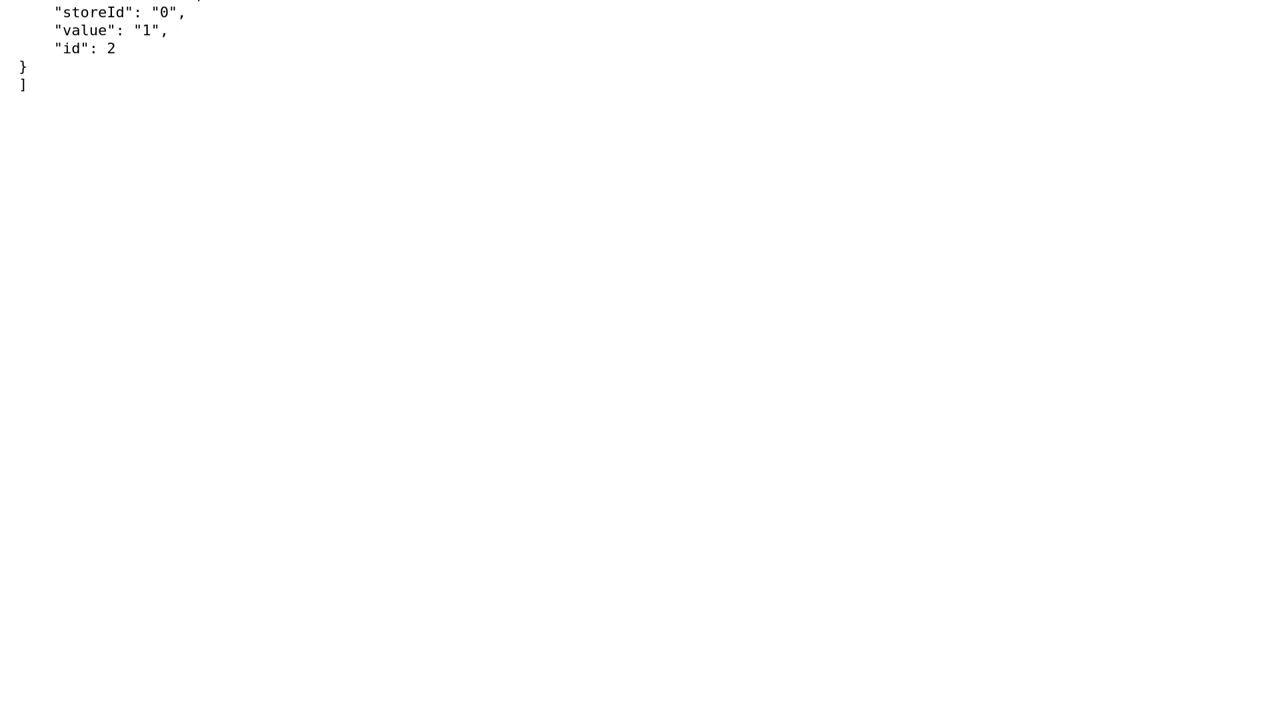 "storeId": "0",
    "value": "1",
    "id": 2
}
]